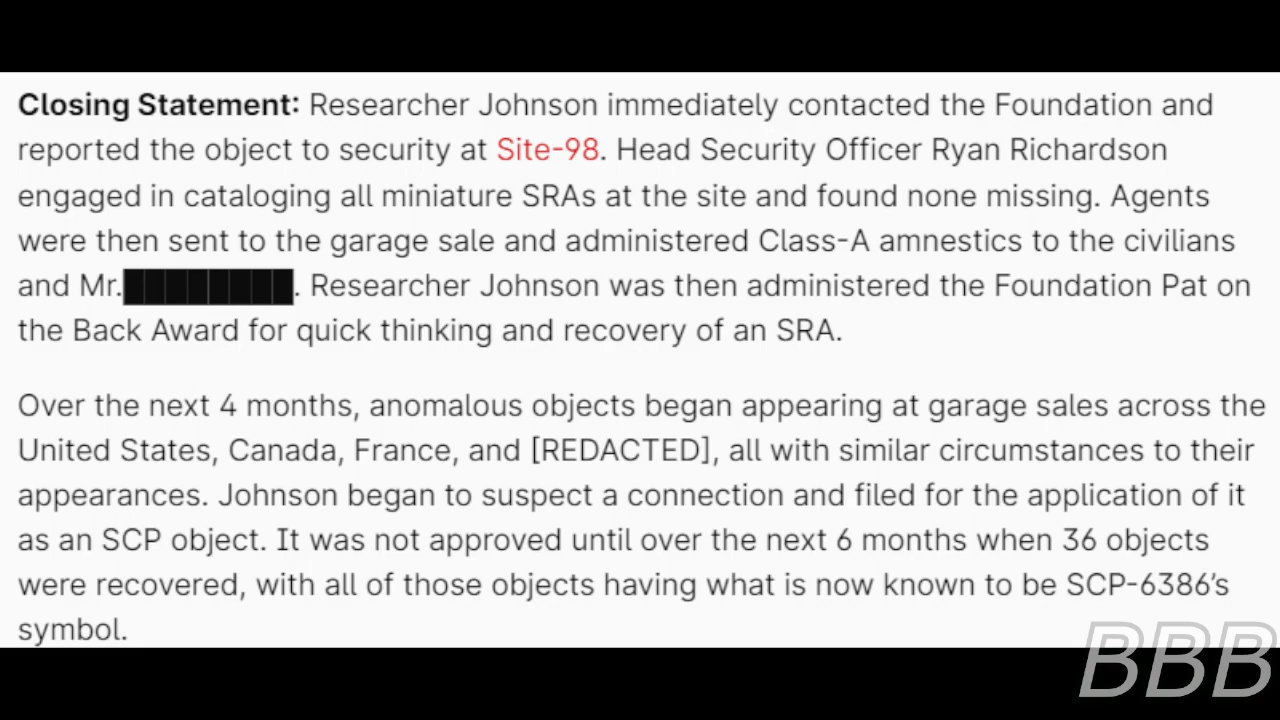 Closing Statement: Researcher Johnson immediately contacted the Foundation and
reported the object to security at Site-98. Head Security Officer Ryan Richardson
engaged in cataloging all miniature SRAs at the site and found none missing. Agents
were then sent to the garage sale and administered Class-A amnestics to the civilians
and Mr.████████. Researcher Johnson was then administered the Foundation Pat on
the Back Award for quick thinking and recovery of an SRA.
Over the next 4 months, anomalous objects began appearing at garage sales across the
United States, Canada, France, and [REDACTED], all with similar circumstances to their
appearances. Johnson began to suspect a connection and filed for the application of it
as an SCP object. It was not approved until over the next 6 months when 36 objects
were recovered, with all of those objects having what is now known to be SCP-6386’s
symbol.
BBB